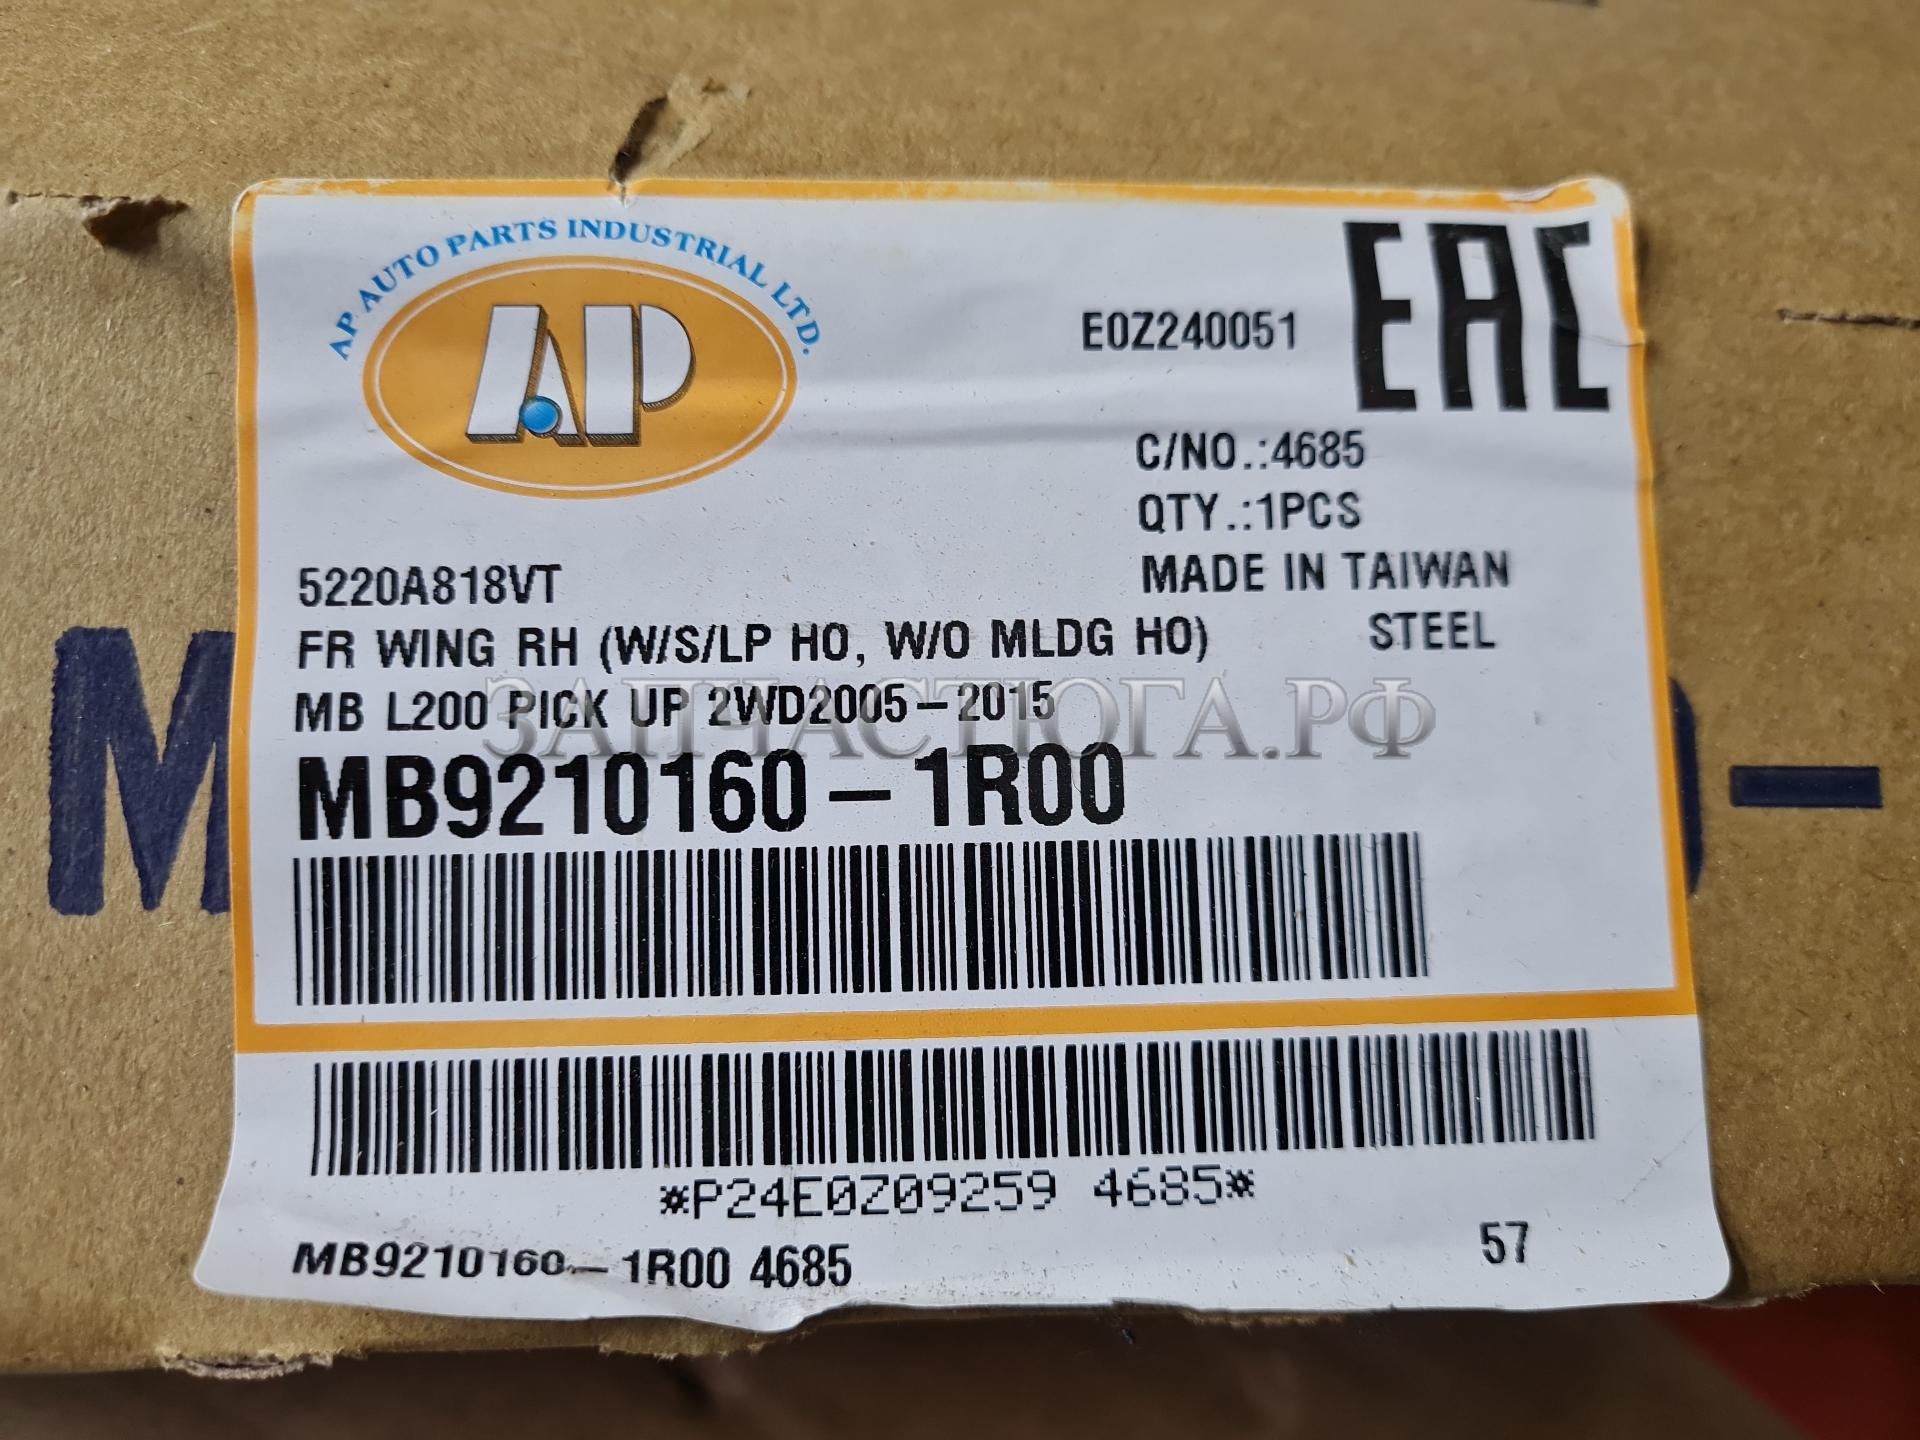 AP AUTO PARTS INDUSTRIAL LTD.
AP
E0Z240051
EAC
C/NO.:4685
QTY.:1PCS
MADE IN TAIWAN
5220A818VT
FR WING RH (W/S/LP HO, W/O MLDG HO) STEEL
MB L200 PICK UP 2WD2005-2015
ЗАПЧАСТЮГА.РФ
MB9210160-1R00
*P24E0Z09259 4685*
MB9210160-1R00 4685
57